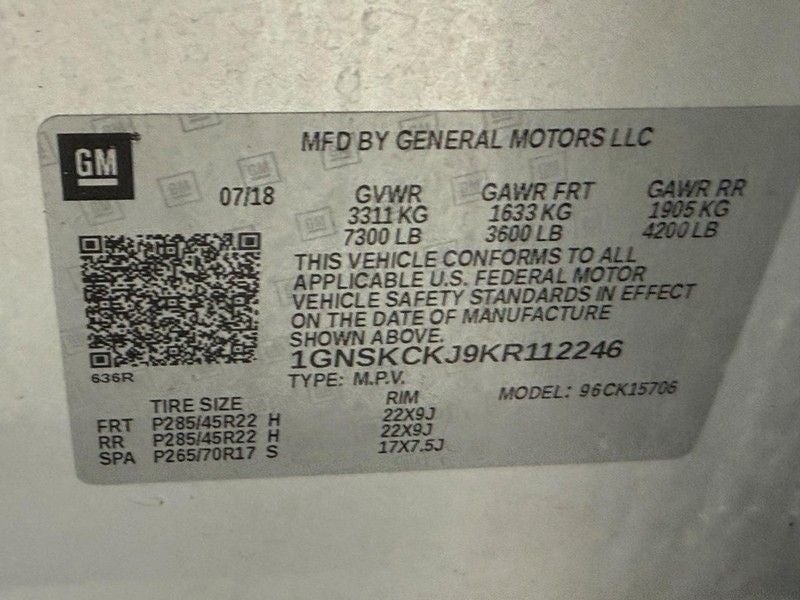 GM
MFD BY GENERAL MOTORS LLC
07/18
GVWR GAWR FRT GAWR RR
3311 KG 1633 KG 1905 KG
7300 LB 3600 LB 4200 LB
THIS VEHICLE CONFORMS TO ALL
APPLICABLE U.S. FEDERAL MOTOR
VEHICLE SAFETY STANDARDS IN EFFECT
ON THE DATE OF MANUFACTURE
SHOWN ABOVE.
1GNSKCKJ9KR112246
636R
TYPE: M.P.V. MODEL: 96CK15706
TIRE SIZE RIM
FRT P285/45R22 H 22X9J
RR P285/45R22 H 22X9J
SPA P265/70R17 S 17X7.5J